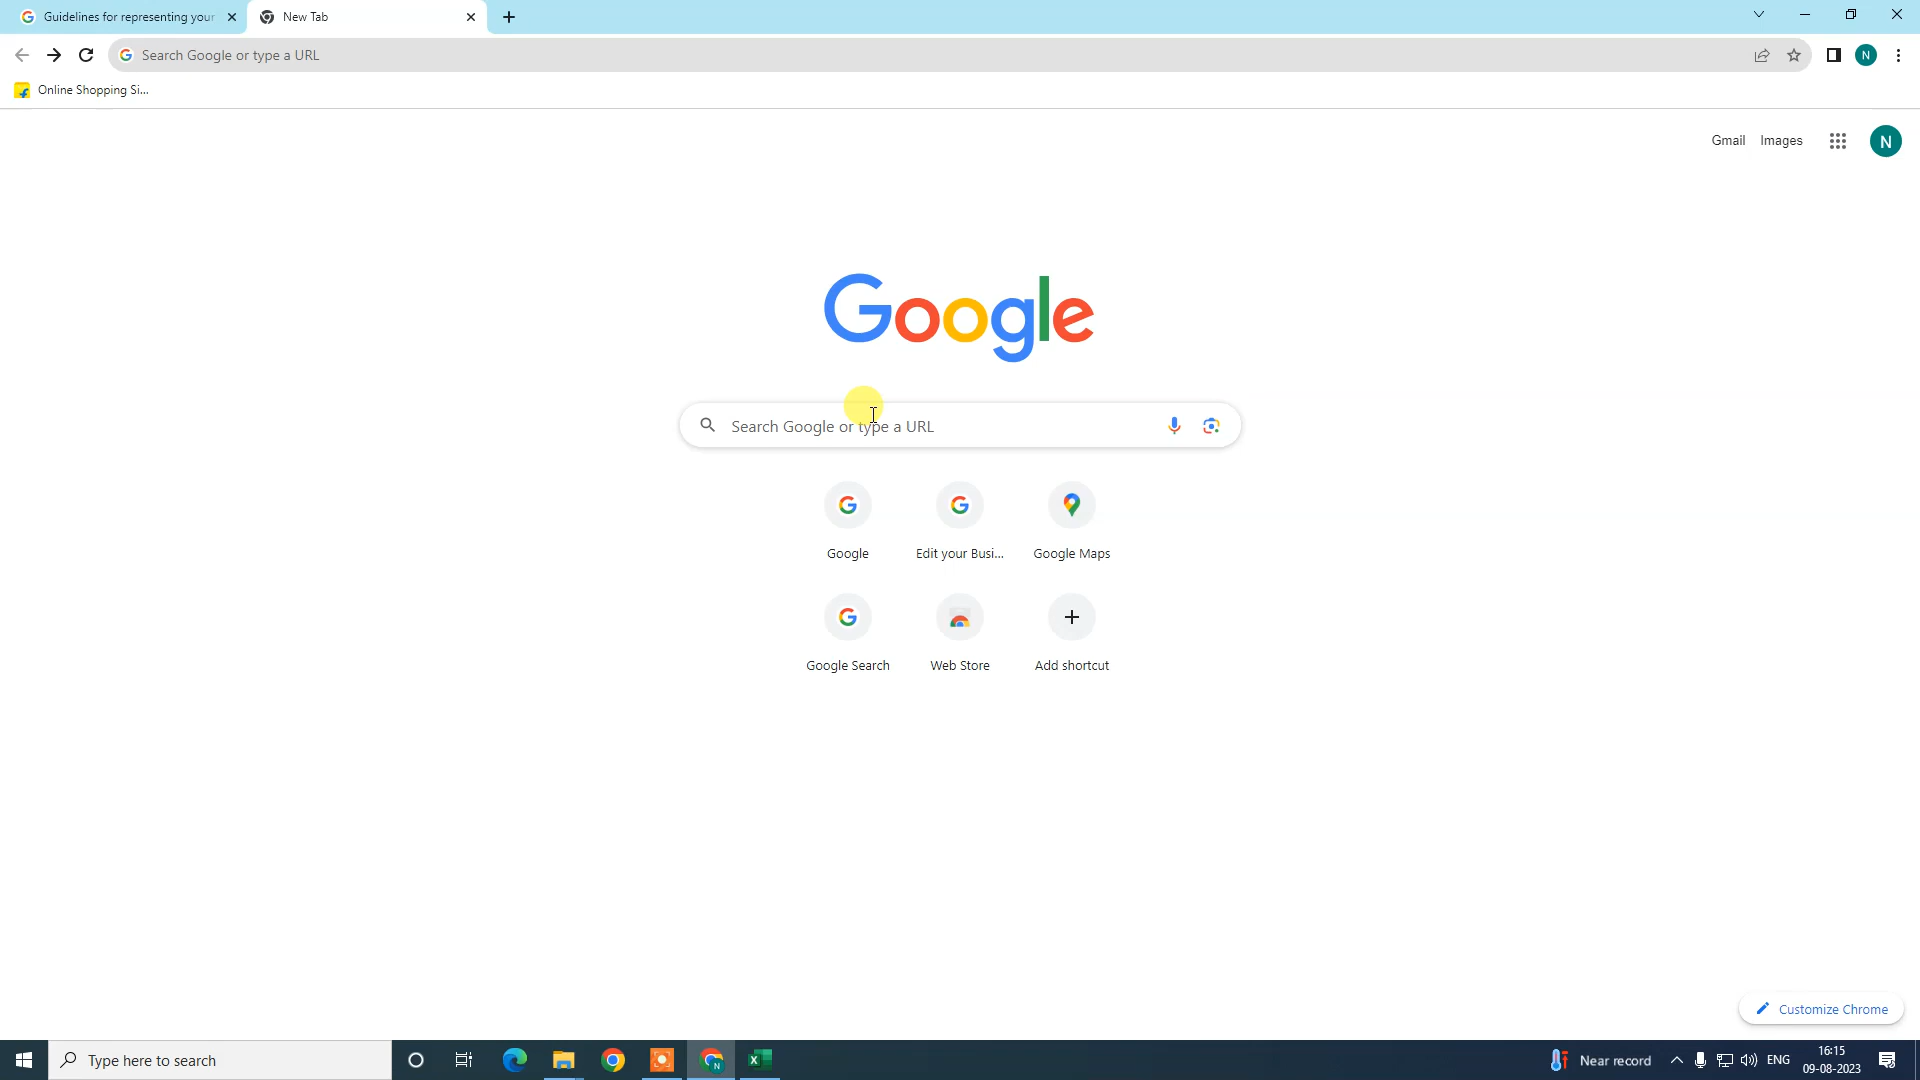 Guidelines for representing your
New Tab
Search Google or type a URL
N
Online Shopping Si...
Gmail
Images
N
Google
Search Google or type a URL
Google
Edit your Busi...
Google Maps
Google Search
Web Store
Add shortcut
Customize Chrome
Type here to search
N
Near record
ENG
16:15
09-08-2023